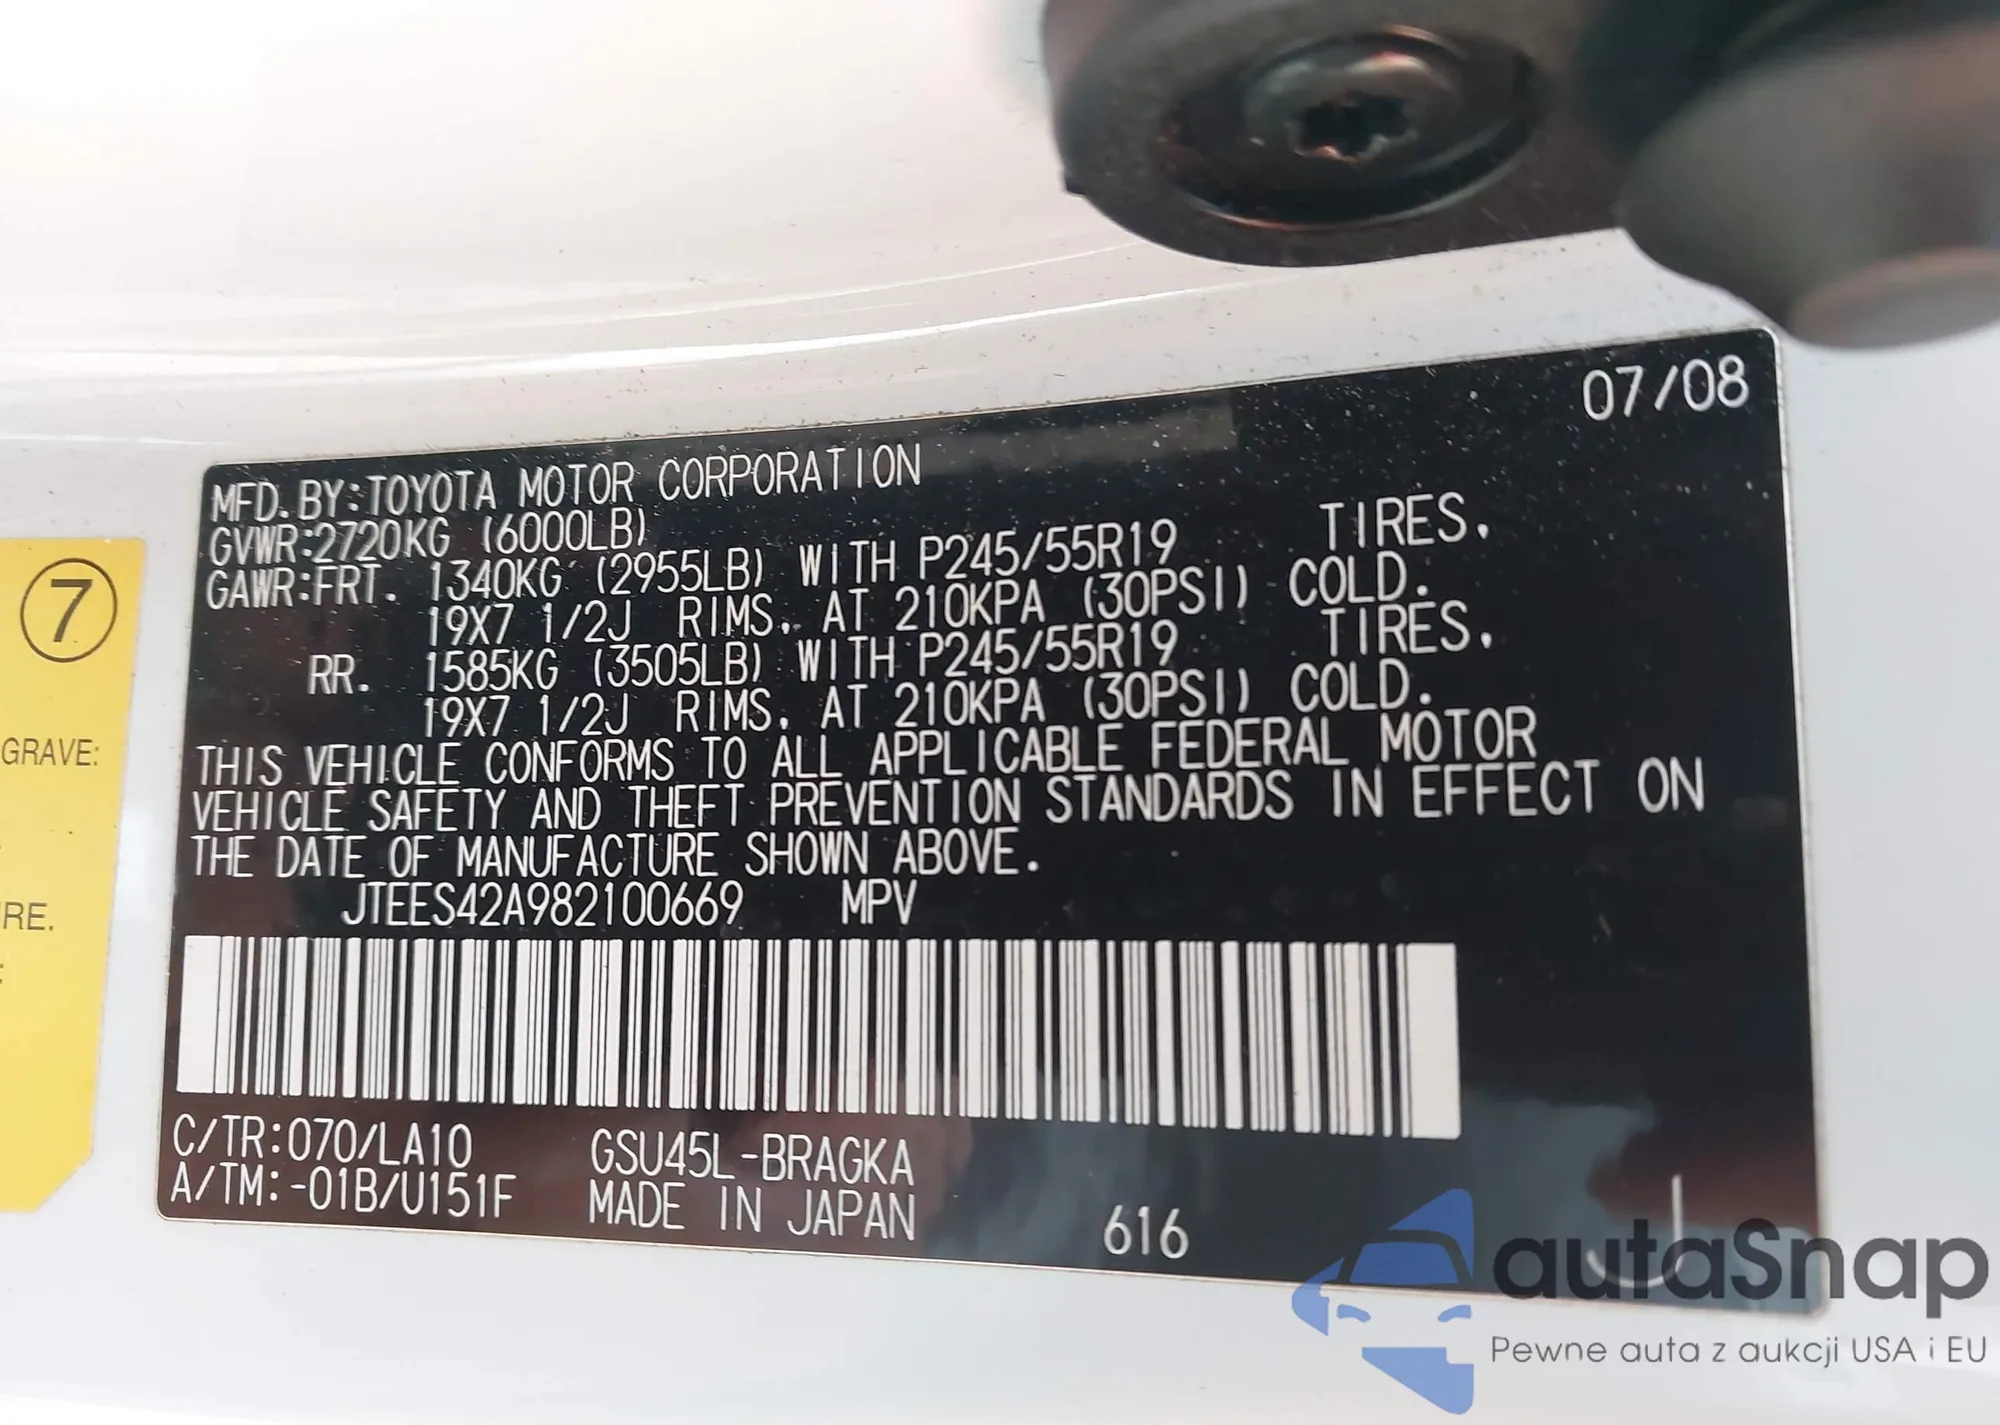 07/08
MFD. BY:TOYOTA MOTOR CORPORATION
GVWR:2720KG (6000LB)
GAWR:FRT. 1340KG (2955LB) WITH P245/55R19 TIRES,
19X7 1/2J RIMS, AT 210KPA (30PSI) COLD.
RR. 1585KG (3505LB) WITH P245/55R19 TIRES,
19X7 1/2J RIMS, AT 210KPA (30PSI) COLD.
THIS VEHICLE CONFORMS TO ALL APPLICABLE FEDERAL MOTOR
VEHICLE SAFETY AND THEFT PREVENTION STANDARDS IN EFFECT ON
THE DATE OF MANUFACTURE SHOWN ABOVE.
JTEES42A982100669 MPV
C/TR:070/LA10 GSU45L-BRAGKA
A/TM:-01B/U151F MADE IN JAPAN 616 J
7
GRAVE:
RE.
autaSnap
Pewne auta z aukcji USA i EU